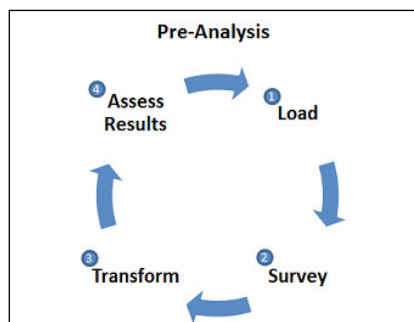 Pre-Analysis
1
Load
2
Survey
3
Transform
4
Assess
Results